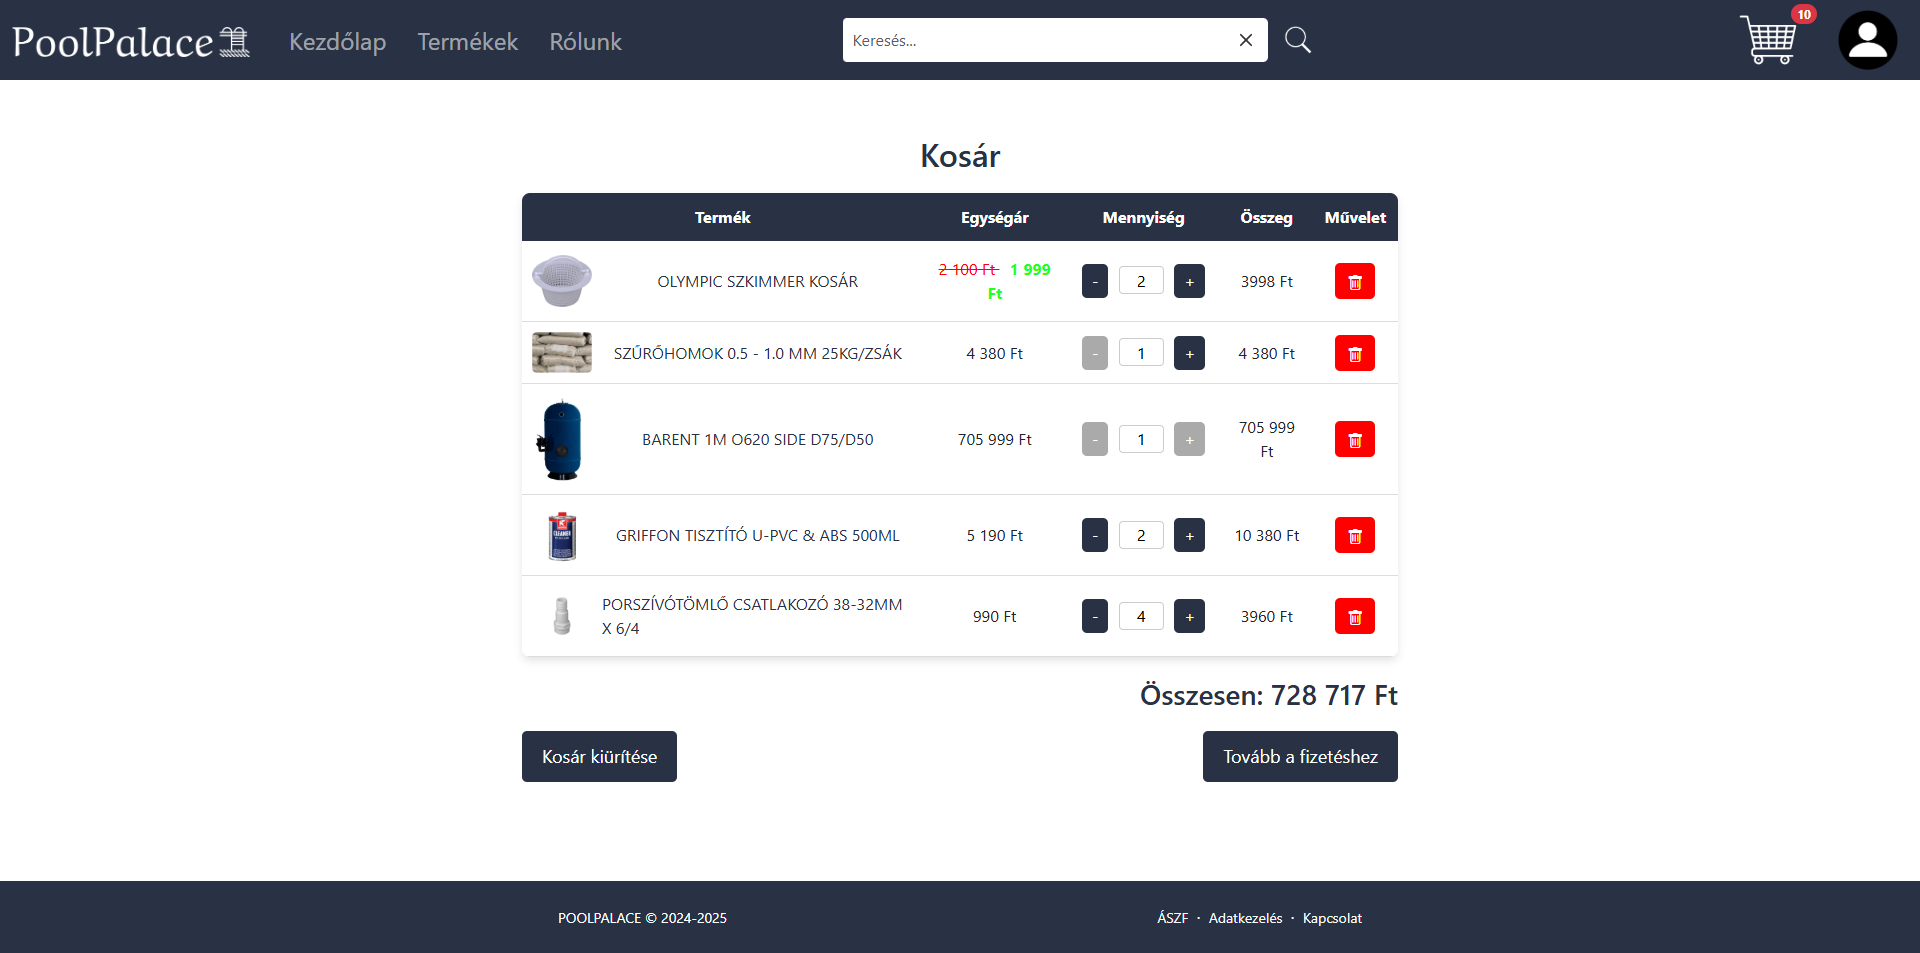 PoolPalace Kezdőlap Termékek Rólunk Keresés... 10
Kosár
Termék Egységár Mennyiség Összeg Művelet
OLYMPIC SZKIMMER KOSÁR 2 100 Ft 1 999 Ft - 2 + 3998 Ft
SZŰRŐHOMOK 0.5 - 1.0 MM 25KG/ZSÁK 4 380 Ft - 1 + 4 380 Ft
BARENT 1M O620 SIDE D75/D50 705 999 Ft - 1 + 705 999 Ft
GRIFFON TISZTÍTÓ U-PVC & ABS 500ML 5 190 Ft - 2 + 10 380 Ft
PORSZÍVÓTÖMLŐ CSATLAKOZÓ 38-32MM X 6/4 990 Ft - 4 + 3960 Ft
Összesen: 728 717 Ft
Kosár kiürítése Tovább a fizetéshez
POOLPALACE © 2024-2025 ÁSZF · Adatkezelés · Kapcsolat